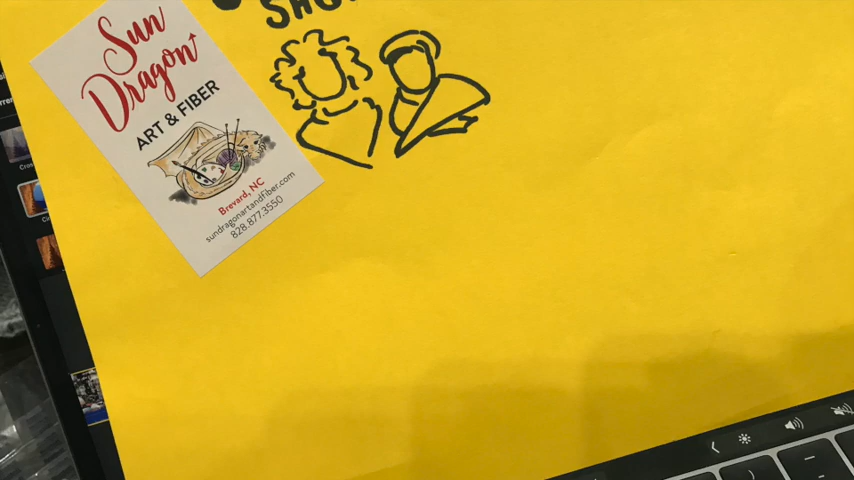 Sun
Dragon
ART & FIBER
Brevard, NC
sundragonartandfiber.com
828.877.3550